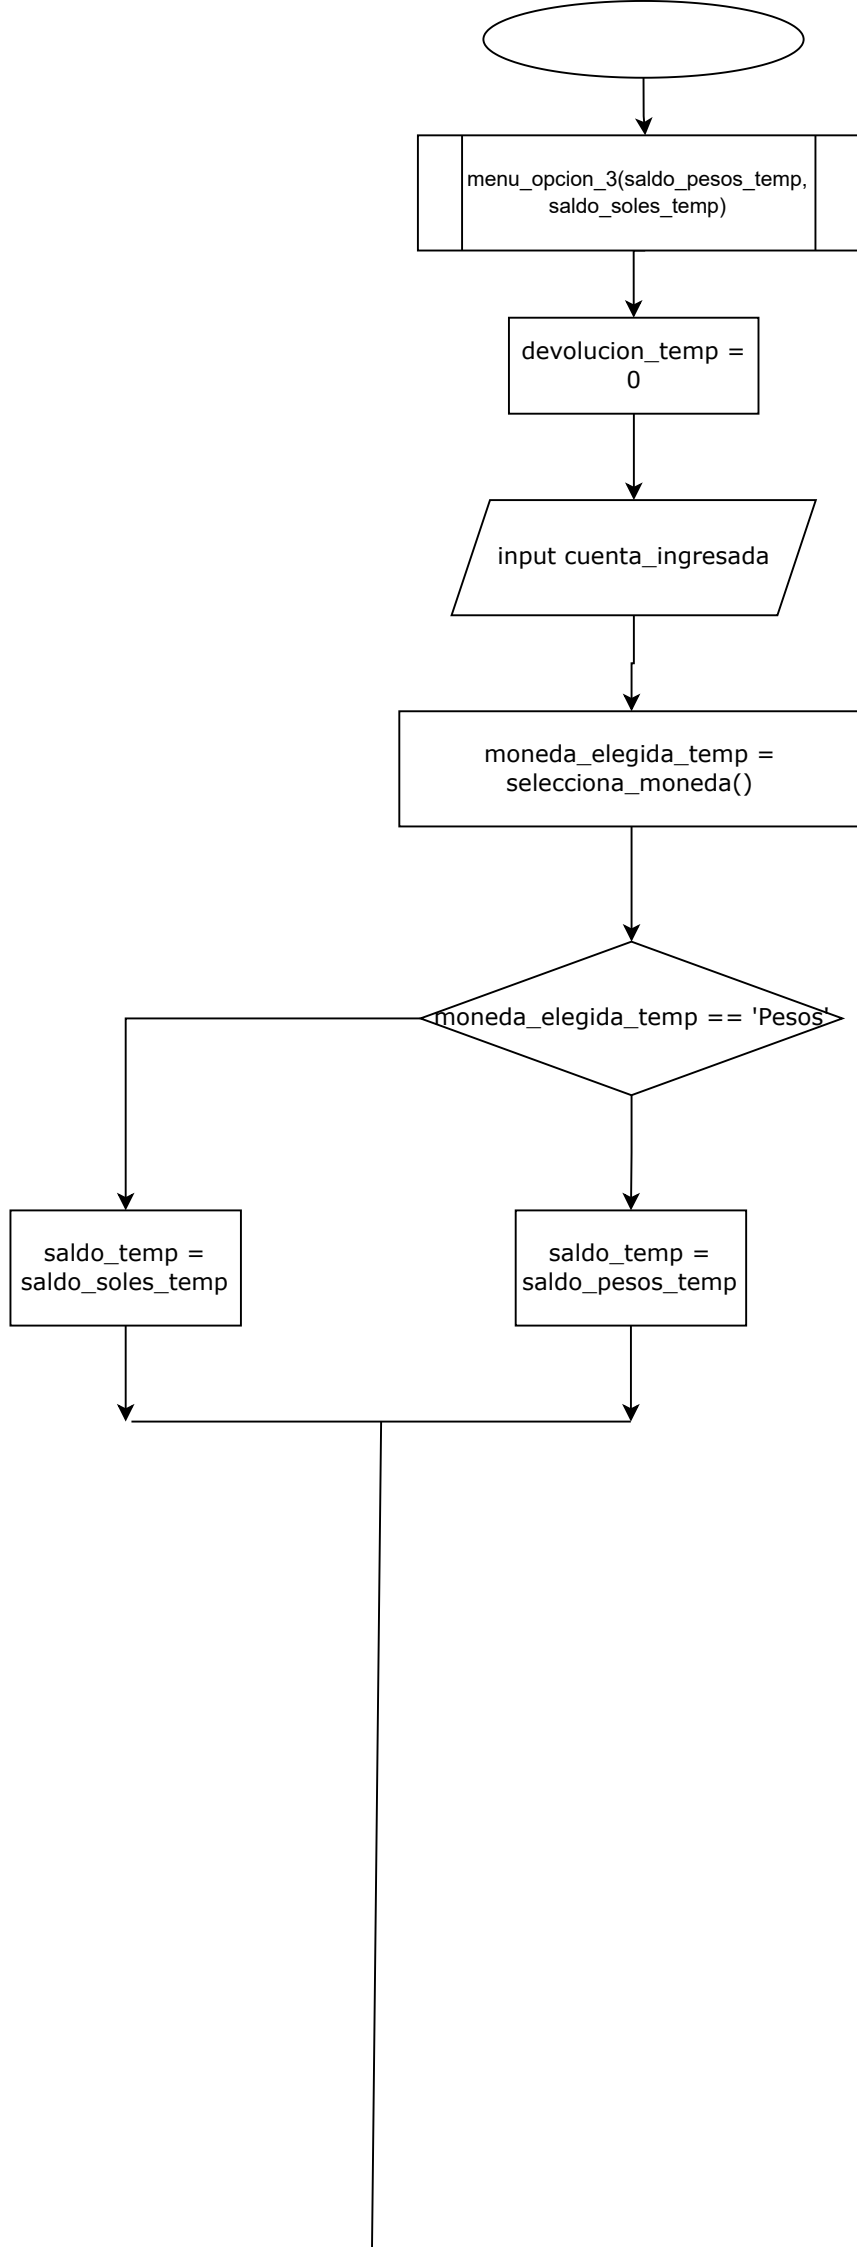 menu_opcion_3(saldo_pesos_temp,
saldo_soles_temp)
devolucion_temp =
0
input cuenta_ingresada
moneda_elegida_temp =
selecciona_moneda()
moneda_elegida_temp == 'Pesos'
saldo_temp =
saldo_soles_temp
saldo_temp =
saldo_pesos_temp